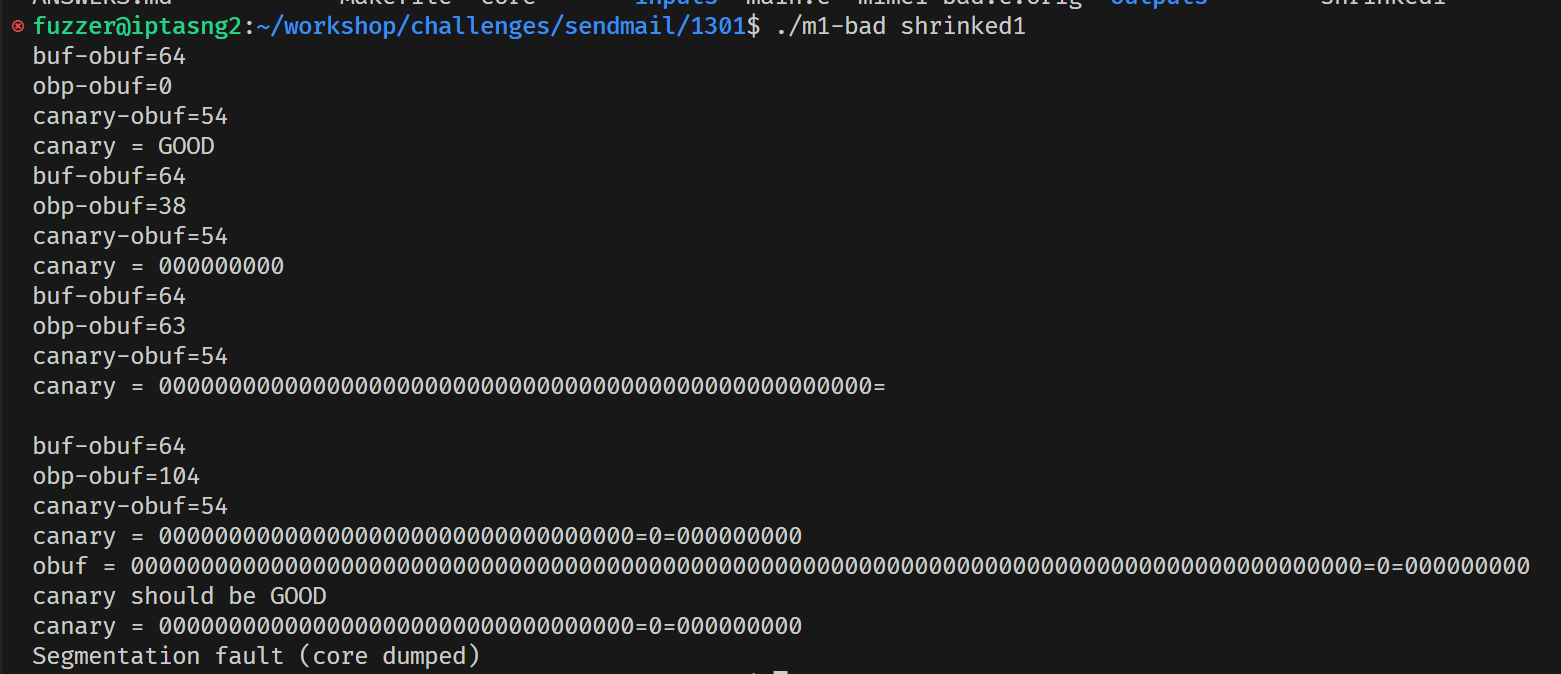 ANSWERS.md Makefile core inputs main.c mime1-bad.c.orig outputs shrinked1
fuzzer@iptasng2:~/workshop/challenges/sendmail/1301$ ./m1-bad shrinked1
buf-obuf=64
obp-obuf=0
canary-obuf=54
canary = GOOD
buf-obuf=64
obp-obuf=38
canary-obuf=54
canary = 000000000
buf-obuf=64
obp-obuf=63
canary-obuf=54
canary = 000000000000000000000000000000000000000000000000000=
buf-obuf=64
obp-obuf=104
canary-obuf=54
canary = 0000000000000000000000000000000000=0=000000000
obuf = 0000000000000000000000000000000000000000000000000000000000000000000000000000000000000000=0=000000000
canary should be GOOD
canary = 0000000000000000000000000000000000=0=000000000
Segmentation fault (core dumped)